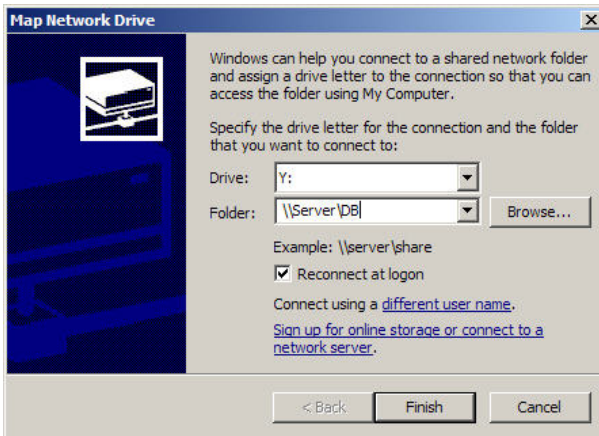 Map Network Drive
Windows can help you connect to a shared network folder
and assign a drive letter to the connection so that you can
access the folder using My Computer.
Specify the drive letter for the connection and the folder
that you want to connect to:
Drive: Y:
Folder: \\Server\DB Browse...
Example: \\server\share
Reconnect at logon
Connect using a different user name.
Sign up for online storage or connect to a
network server.
< Back Finish Cancel